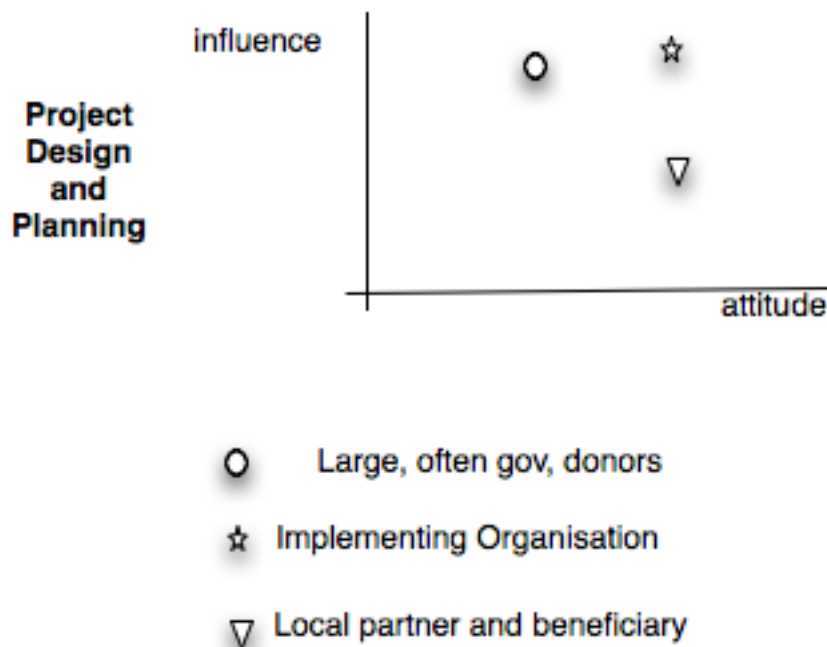 influence
Project
Design
and
Planning
attitude
Large, often gov, donors
Implementing Organisation
Local partner and beneficiary